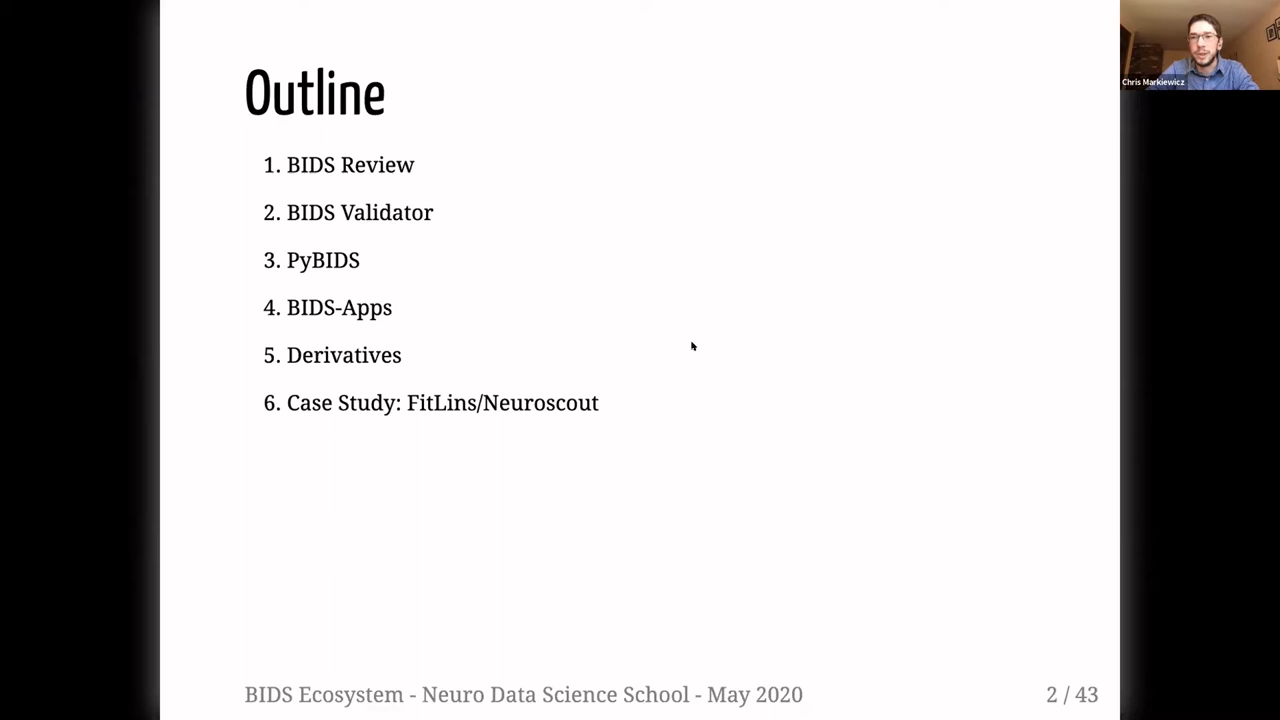 Outline
1. BIDS Review
2. BIDS Validator
3. PyBIDS
4. BIDS-Apps
5. Derivatives
6. Case Study: FitLins/Neuroscout
BIDS Ecosystem - Neuro Data Science School - May 2020
2 / 43
Chris Markiewicz